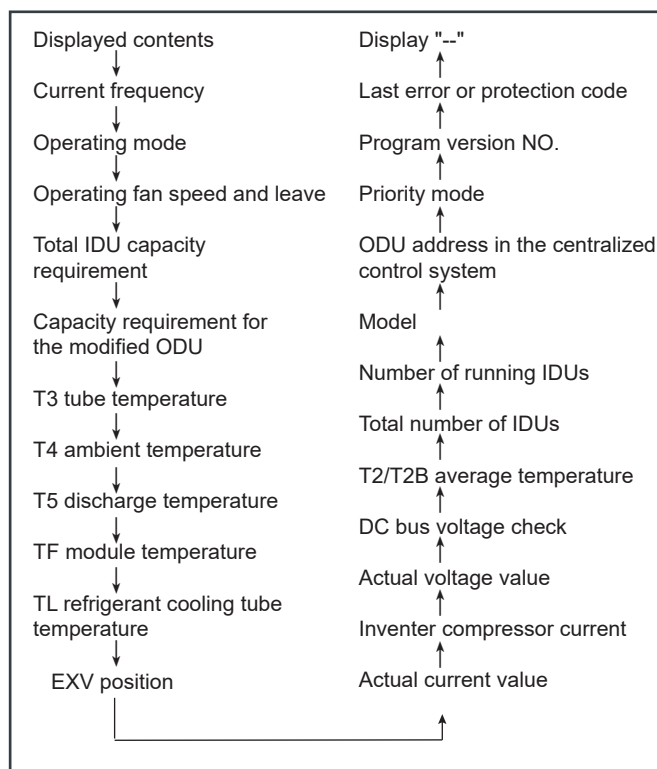 Displayed contents
Current frequency
Operating mode
Operating fan speed and leave
Total IDU capacity
requirement
Capacity requirement for
the modified ODU
T3 tube temperature
T4 ambient temperature
T5 discharge temperature
TF module temperature
TL refrigerant cooling tube
temperature
EXV position
Actual current value
Inventer compressor current
Actual voltage value
DC bus voltage check
T2/T2B average temperature
Total number of IDUs
Number of running IDUs
Model
ODU address in the centralized
control system
Priority mode
Program version NO.
Last error or protection code
Display "--"